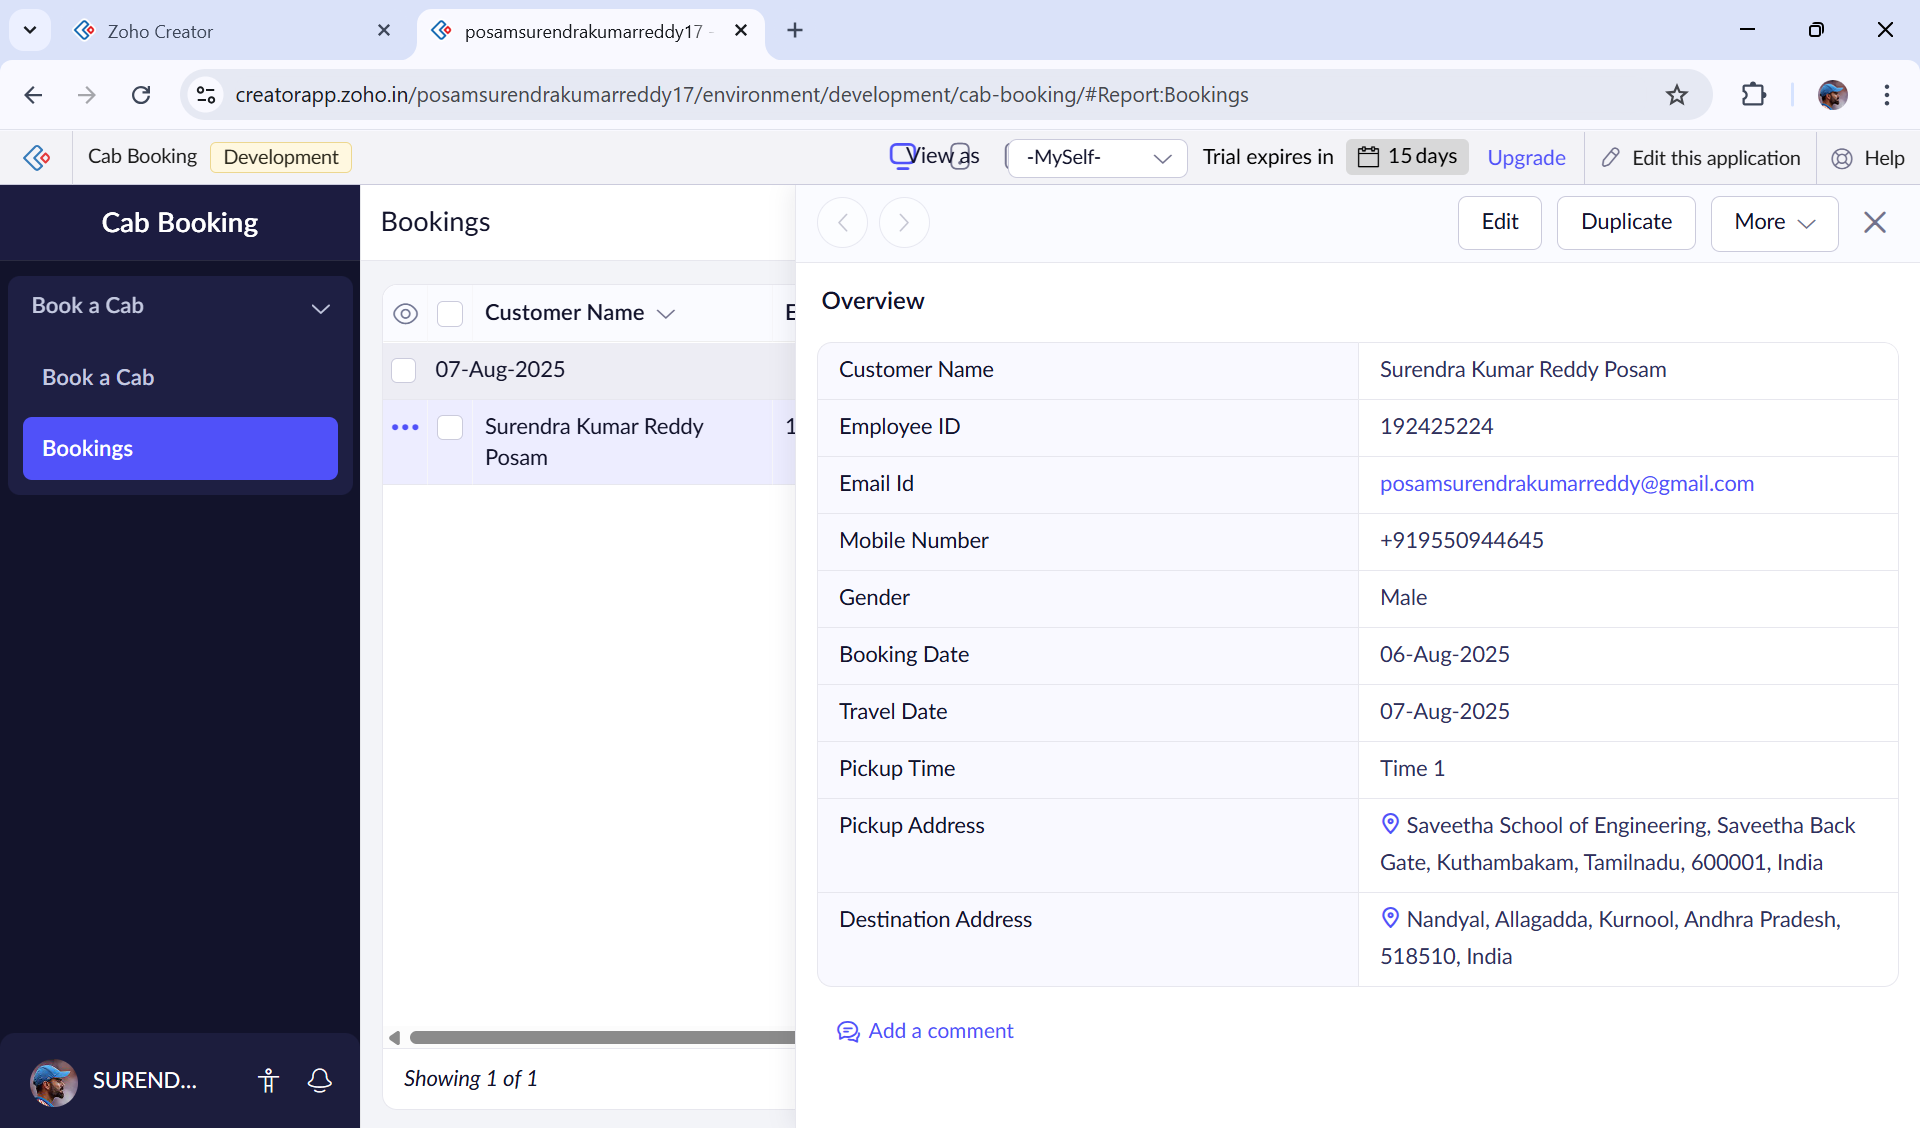 Zoho Creator
posamsurendrakumarreddy17 -
creatorapp.zoho.in/posamsurendrakumarreddy17/environment/development/cab-booking/#Report:Bookings
Cab Booking
Development
View as
-MySelf-
Trial expires in
15 days
Upgrade
Edit this application
Help
Cab Booking
Book a Cab
Book a Cab
Bookings
SUREND...
Bookings
Customer Name
E
07-Aug-2025
Surendra Kumar Reddy
Posam
1
Showing 1 of 1
Edit
Duplicate
More
Overview
Customer Name Surendra Kumar Reddy Posam
Employee ID 192425224
Email Id posamsurendrakumarreddy@gmail.com
Mobile Number +919550944645
Gender Male
Booking Date 06-Aug-2025
Travel Date 07-Aug-2025
Pickup Time Time 1
Pickup Address Saveetha School of Engineering, Saveetha Back
Gate, Kuthambakam, Tamilnadu, 600001, India
Destination Address Nandyal, Allagadda, Kurnool, Andhra Pradesh,
518510, India
Add a comment